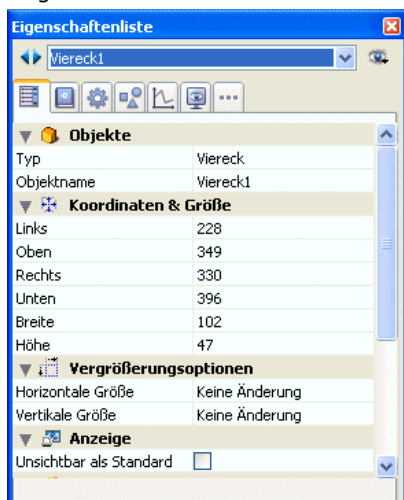 Eigenschaftenliste
Viereck1
Objekte
Typ Viereck
Objektname Viereck1
Koordinaten & Größe
Links 228
Oben 349
Rechts 330
Unten 396
Breite 102
Höhe 47
Vergrößerungsoptionen
Horizontale Größe Keine Änderung
Vertikale Größe Keine Änderung
Anzeige
Unsichtbar als Standard